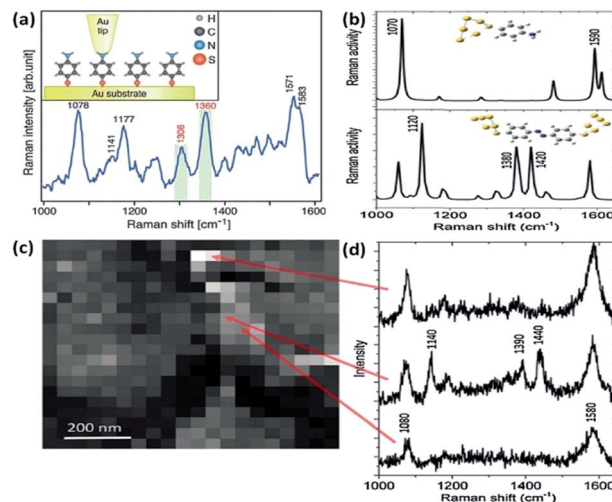 (a)
Au
tip
H
C
N
S
Au substrate
Raman intensity [arb.unit]
1078
1141
1177
1306
1360
1571
1583
1000 1200 1400 1600
Raman shift [cm⁻¹]
(b)
Raman activity
1070
1590
Raman activity
1120
1380
1420
1000 1200 1400 1600
Raman shift (cm⁻¹)
(c)
200 nm
(d)
Intensity
1140
1390
1440
1080
1580
1000 1200 1400 1600
Raman shift(cm⁻¹)